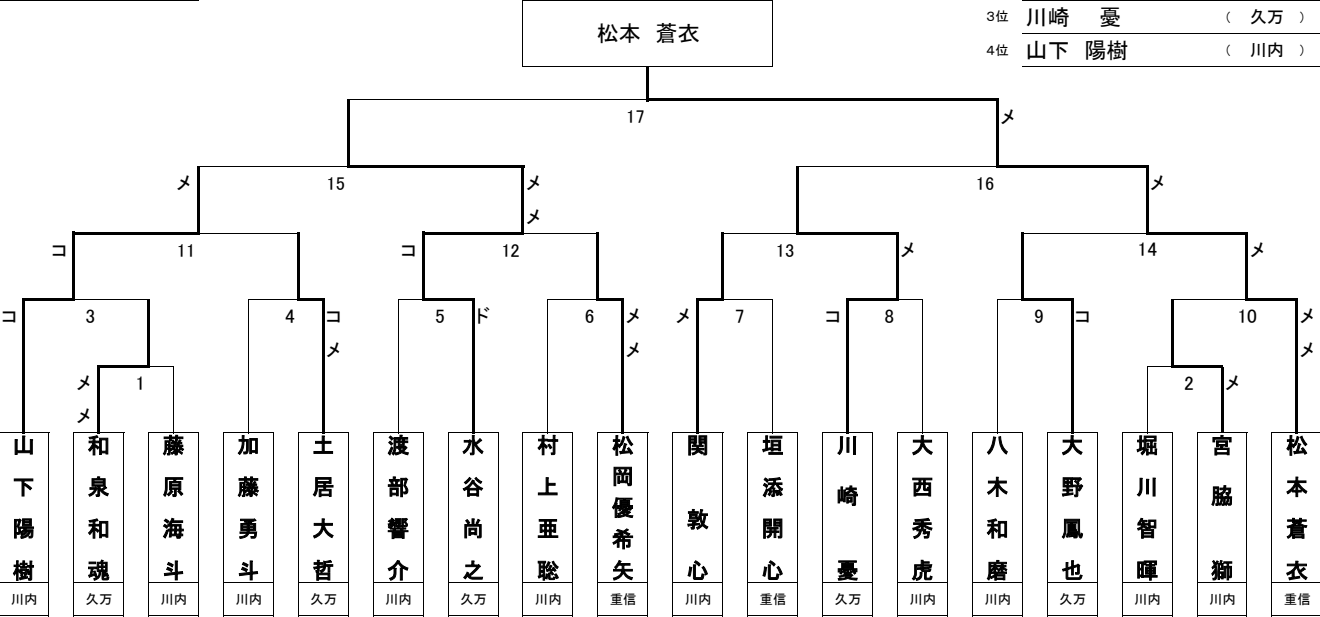 松本 蒼衣
3位 川崎 憂 （ 久万 ）
4位 山下 陽樹 （ 川内 ）
17 メ
メ 15 メ 16 メ
メ
コ 11 コ 12 13 メ 14 メ
コ 3 4 コ 5 ド 6 メ メ 7 コ 8 9 コ 10 メ
メ メ メ
メ 1 2 メ
メ
山下陽樹 和泉和魂 藤原海斗 加藤勇斗 土居大哲 渡部響介 水谷尚之 村上亜聡 松岡優希矢 関敦心 垣添開心 川崎憂 大西秀虎 八木和磨 大野鳳也 堀川智暉 宮脇獅 松本蒼衣
川内 久万 川内 川内 久万 川内 久万 川内 重信 川内 重信 久万 川内 川内 久万 川内 川内 重信